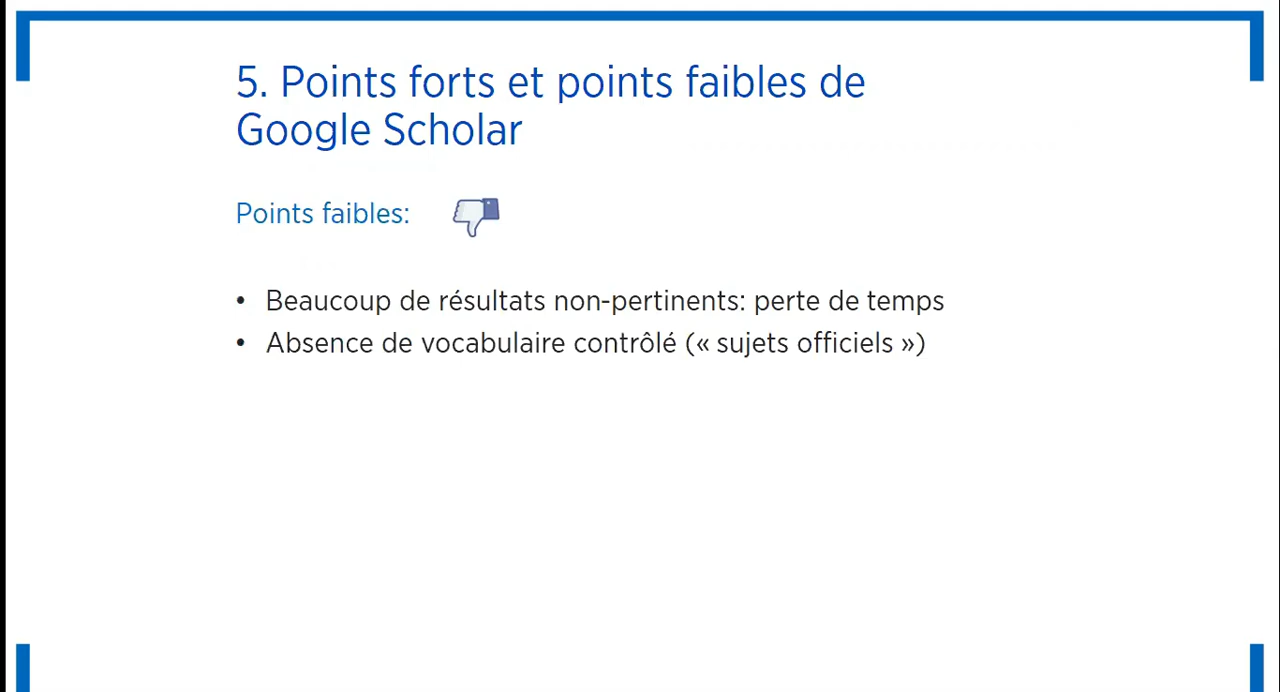 5. Points forts et points faibles de
Google Scholar
Points faibles:
• Beaucoup de résultats non-pertinents: perte de temps
• Absence de vocabulaire contrôlé (« sujets officiels »)